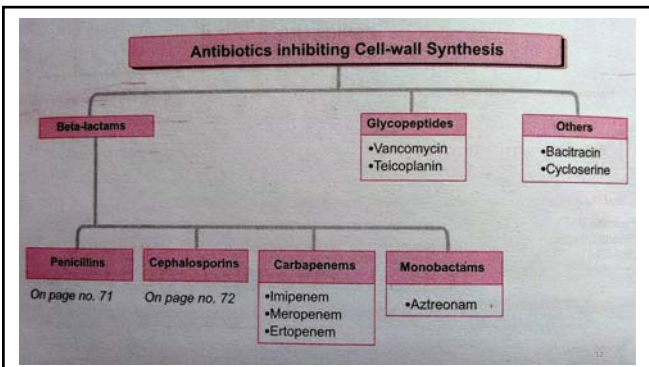 Antibiotics inhibiting Cell-wall Synthesis
Beta-lactams
Glycopeptides
•Vancomycin
•Teicoplanin
Others
•Bacitracin
•Cycloserine
Penicillins
On page no. 71
Cephalosporins
On page no. 72
Carbapenems
•Imipenem
•Meropenem
•Ertopenem
Monobactams
•Aztreonam
12